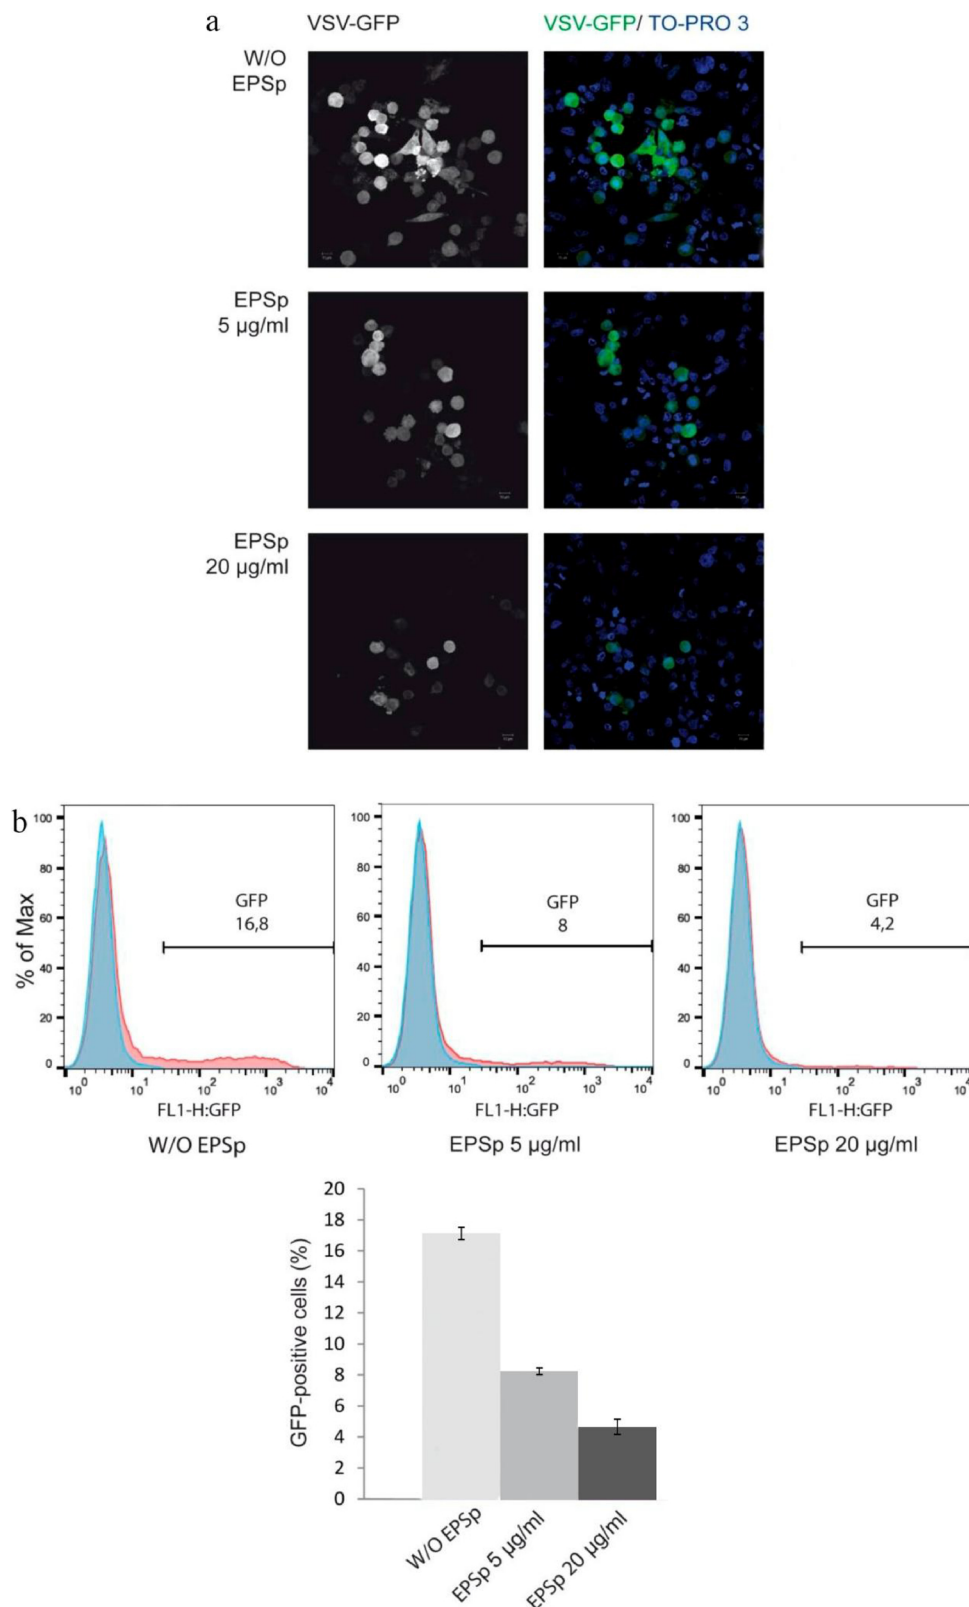 a
VSV-GFP
VSV-GFP/ TO-PRO 3
W/O
EPSp
EPSp
5 µg/ml
EPSp
20 µg/ml
b
% of Max
100
80
60
40
20
0
GFP
16,8
10⁰ 10¹ 10² 10³ 10⁴
FL1-H:GFP
W/O EPSp
100
80
60
40
20
0
GFP
8
10⁰ 10¹ 10² 10³ 10⁴
FL1-H:GFP
EPSp 5 µg/ml
100
80
60
40
20
0
GFP
4,2
10⁰ 10¹ 10² 10³ 10⁴
FL1-H:GFP
EPSp 20 µg/ml
GFP-positive cells (%)
20
18
16
14
12
10
8
6
4
2
0
W/O EPSp
EPSp 5 µg/ml
EPSp 20 µg/ml